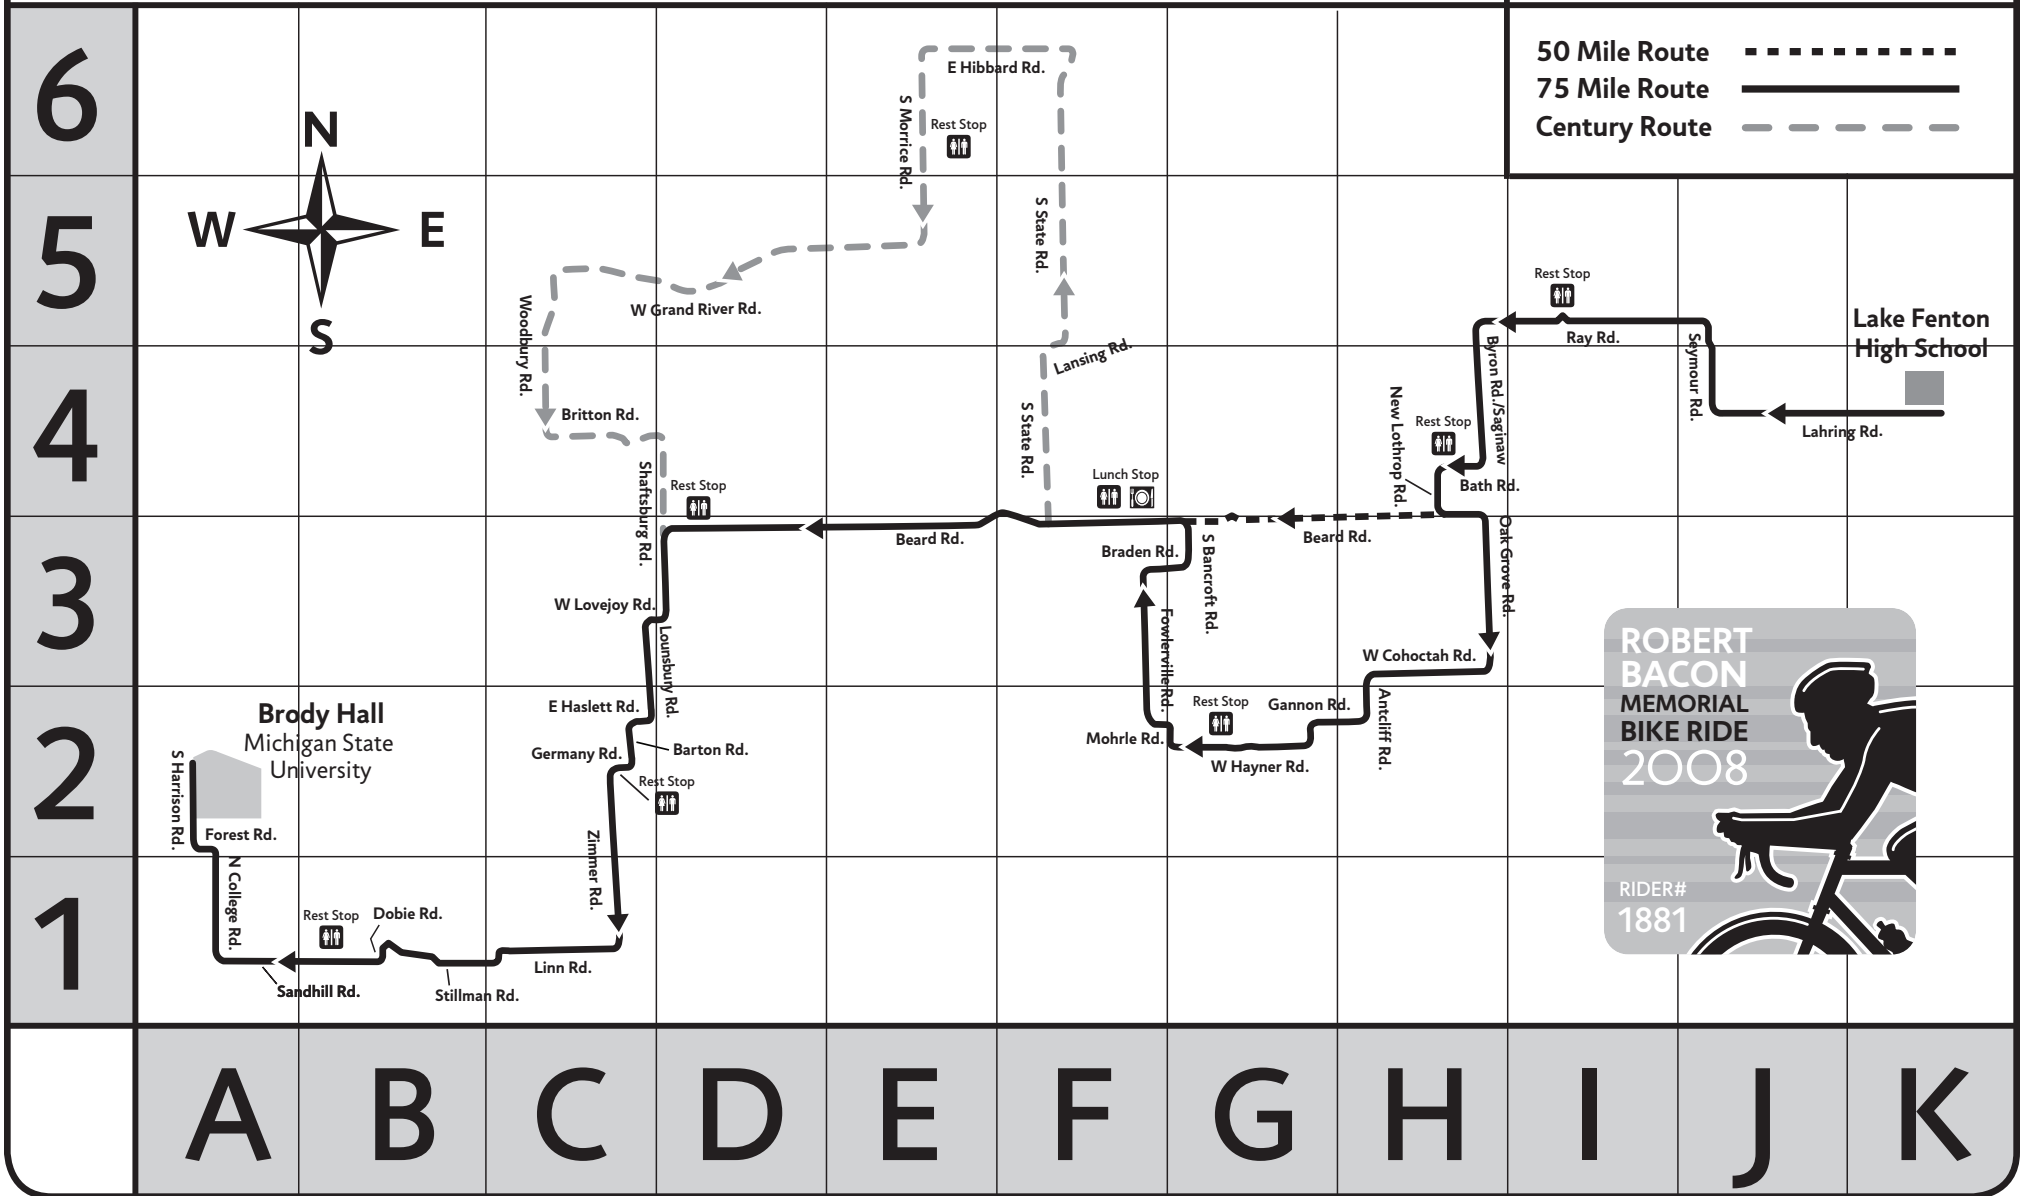 6
5
4
3
2
1
A
B
C
D
E
F
G
H
I
J
K
N
W
E
S
50 Mile Route
75 Mile Route
Century Route
E Hibbard Rd.
S Morrice Rd.
Rest Stop
S State Rd.
W Grand River Rd.
Woodbury Rd.
Lansing Rd.
Britton Rd.
S State Rd.
Shaftsburg Rd.
Rest Stop
Lunch Stop
Rest Stop
Ray Rd.
Seymour Rd.
Lake Fenton
High School
Lahring Rd.
Byron Rd./Saginaw
New Lothrop Rd.
Rest Stop
Bath Rd.
Beard Rd.
Beard Rd.
Oak Grove Rd.
Braden Rd.
S Bancroft Rd.
Fowlerville Rd.
W Cohoctah Rd.
W Lovejoy Rd.
Lounsbury Rd.
E Haslett Rd.
Barton Rd.
Germany Rd.
Rest Stop
Mohrle Rd.
Rest Stop
Gannon Rd.
Antcliff Rd.
W Hayner Rd.
Brody Hall
Michigan State
University
S Harrison Rd.
Forest Rd.
N College Rd.
Zimmer Rd.
Rest Stop
Dobie Rd.
Sandhill Rd.
Stillman Rd.
Linn Rd.
ROBERT
BACON
MEMORIAL
BIKE RIDE
2008
RIDER#
1881